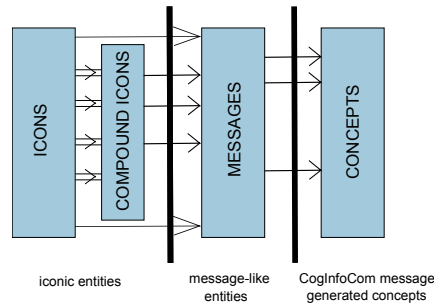 ICONS
COMPOUND ICONS
MESSAGES
CONCEPTS
iconic entities
message-like
entities
CogInfoCom message
generated concepts